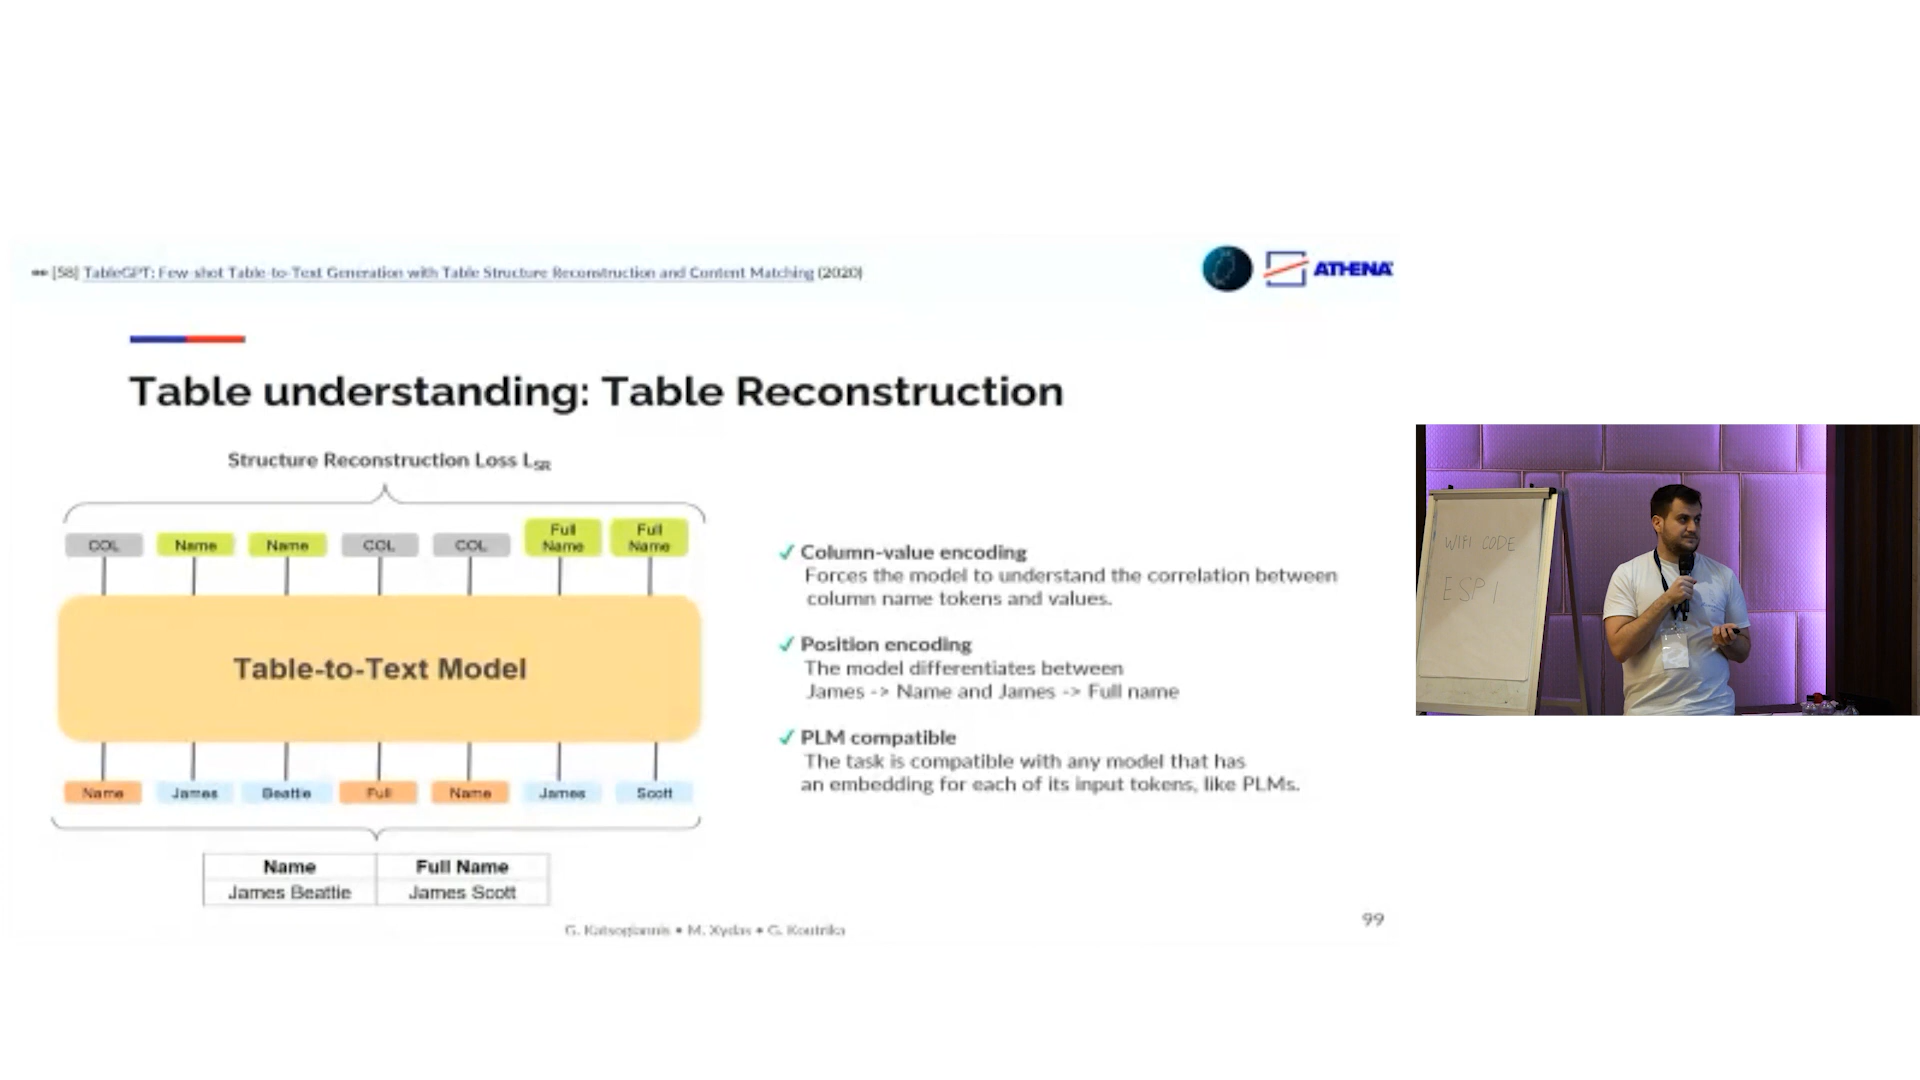 [58] TableGPT: Few-shot Table-to-Text Generation with Table Structure Reconstruction and Content Matching (2020)
ATHENA
Table understanding: Table Reconstruction
Structure Reconstruction Loss LSR
COL Name Name COL COL Full Name Full Name
Table-to-Text Model
Name James Beattie Full Name James Scott
Name Full Name
James Beattie James Scott
✓ Column-value encoding
Forces the model to understand the correlation between
column name tokens and values.
✓ Position encoding
The model differentiates between
James -> Name and James -> Full name
✓ PLM compatible
The task is compatible with any model that has
an embedding for each of its input tokens, like PLMs.
G. Katsogiannis • M. Xydas • G. Koutrika
99
WIFI CODE
ESP1